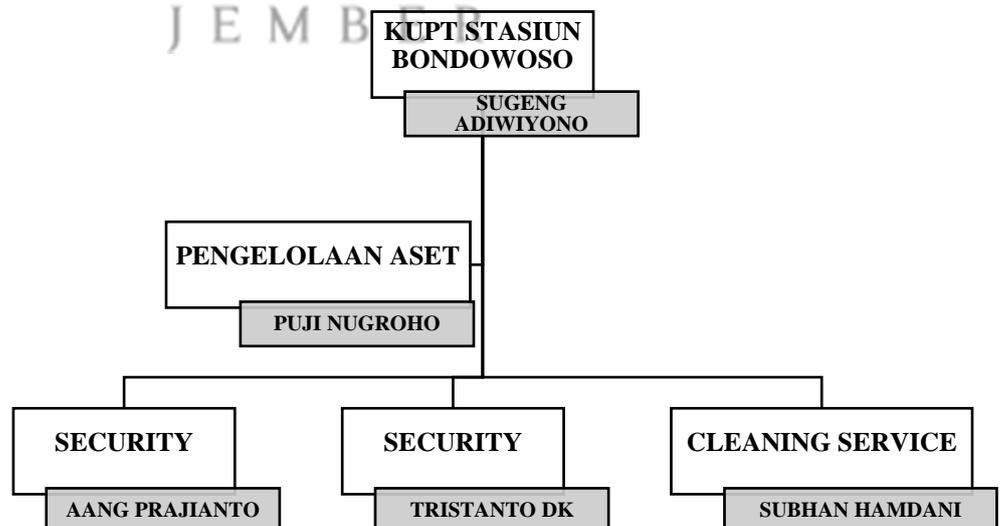 JEMBER
KUPT STASIUN
BONDOWOSO
SUGENG
ADIWIYONO
PENGELOLAAN ASET
PUJI NUGROHO
SECURITY
AANG PRAJIANTO
SECURITY
TRISTANTO DK
CLEANING SERVICE
SUBHAN HAMDANI